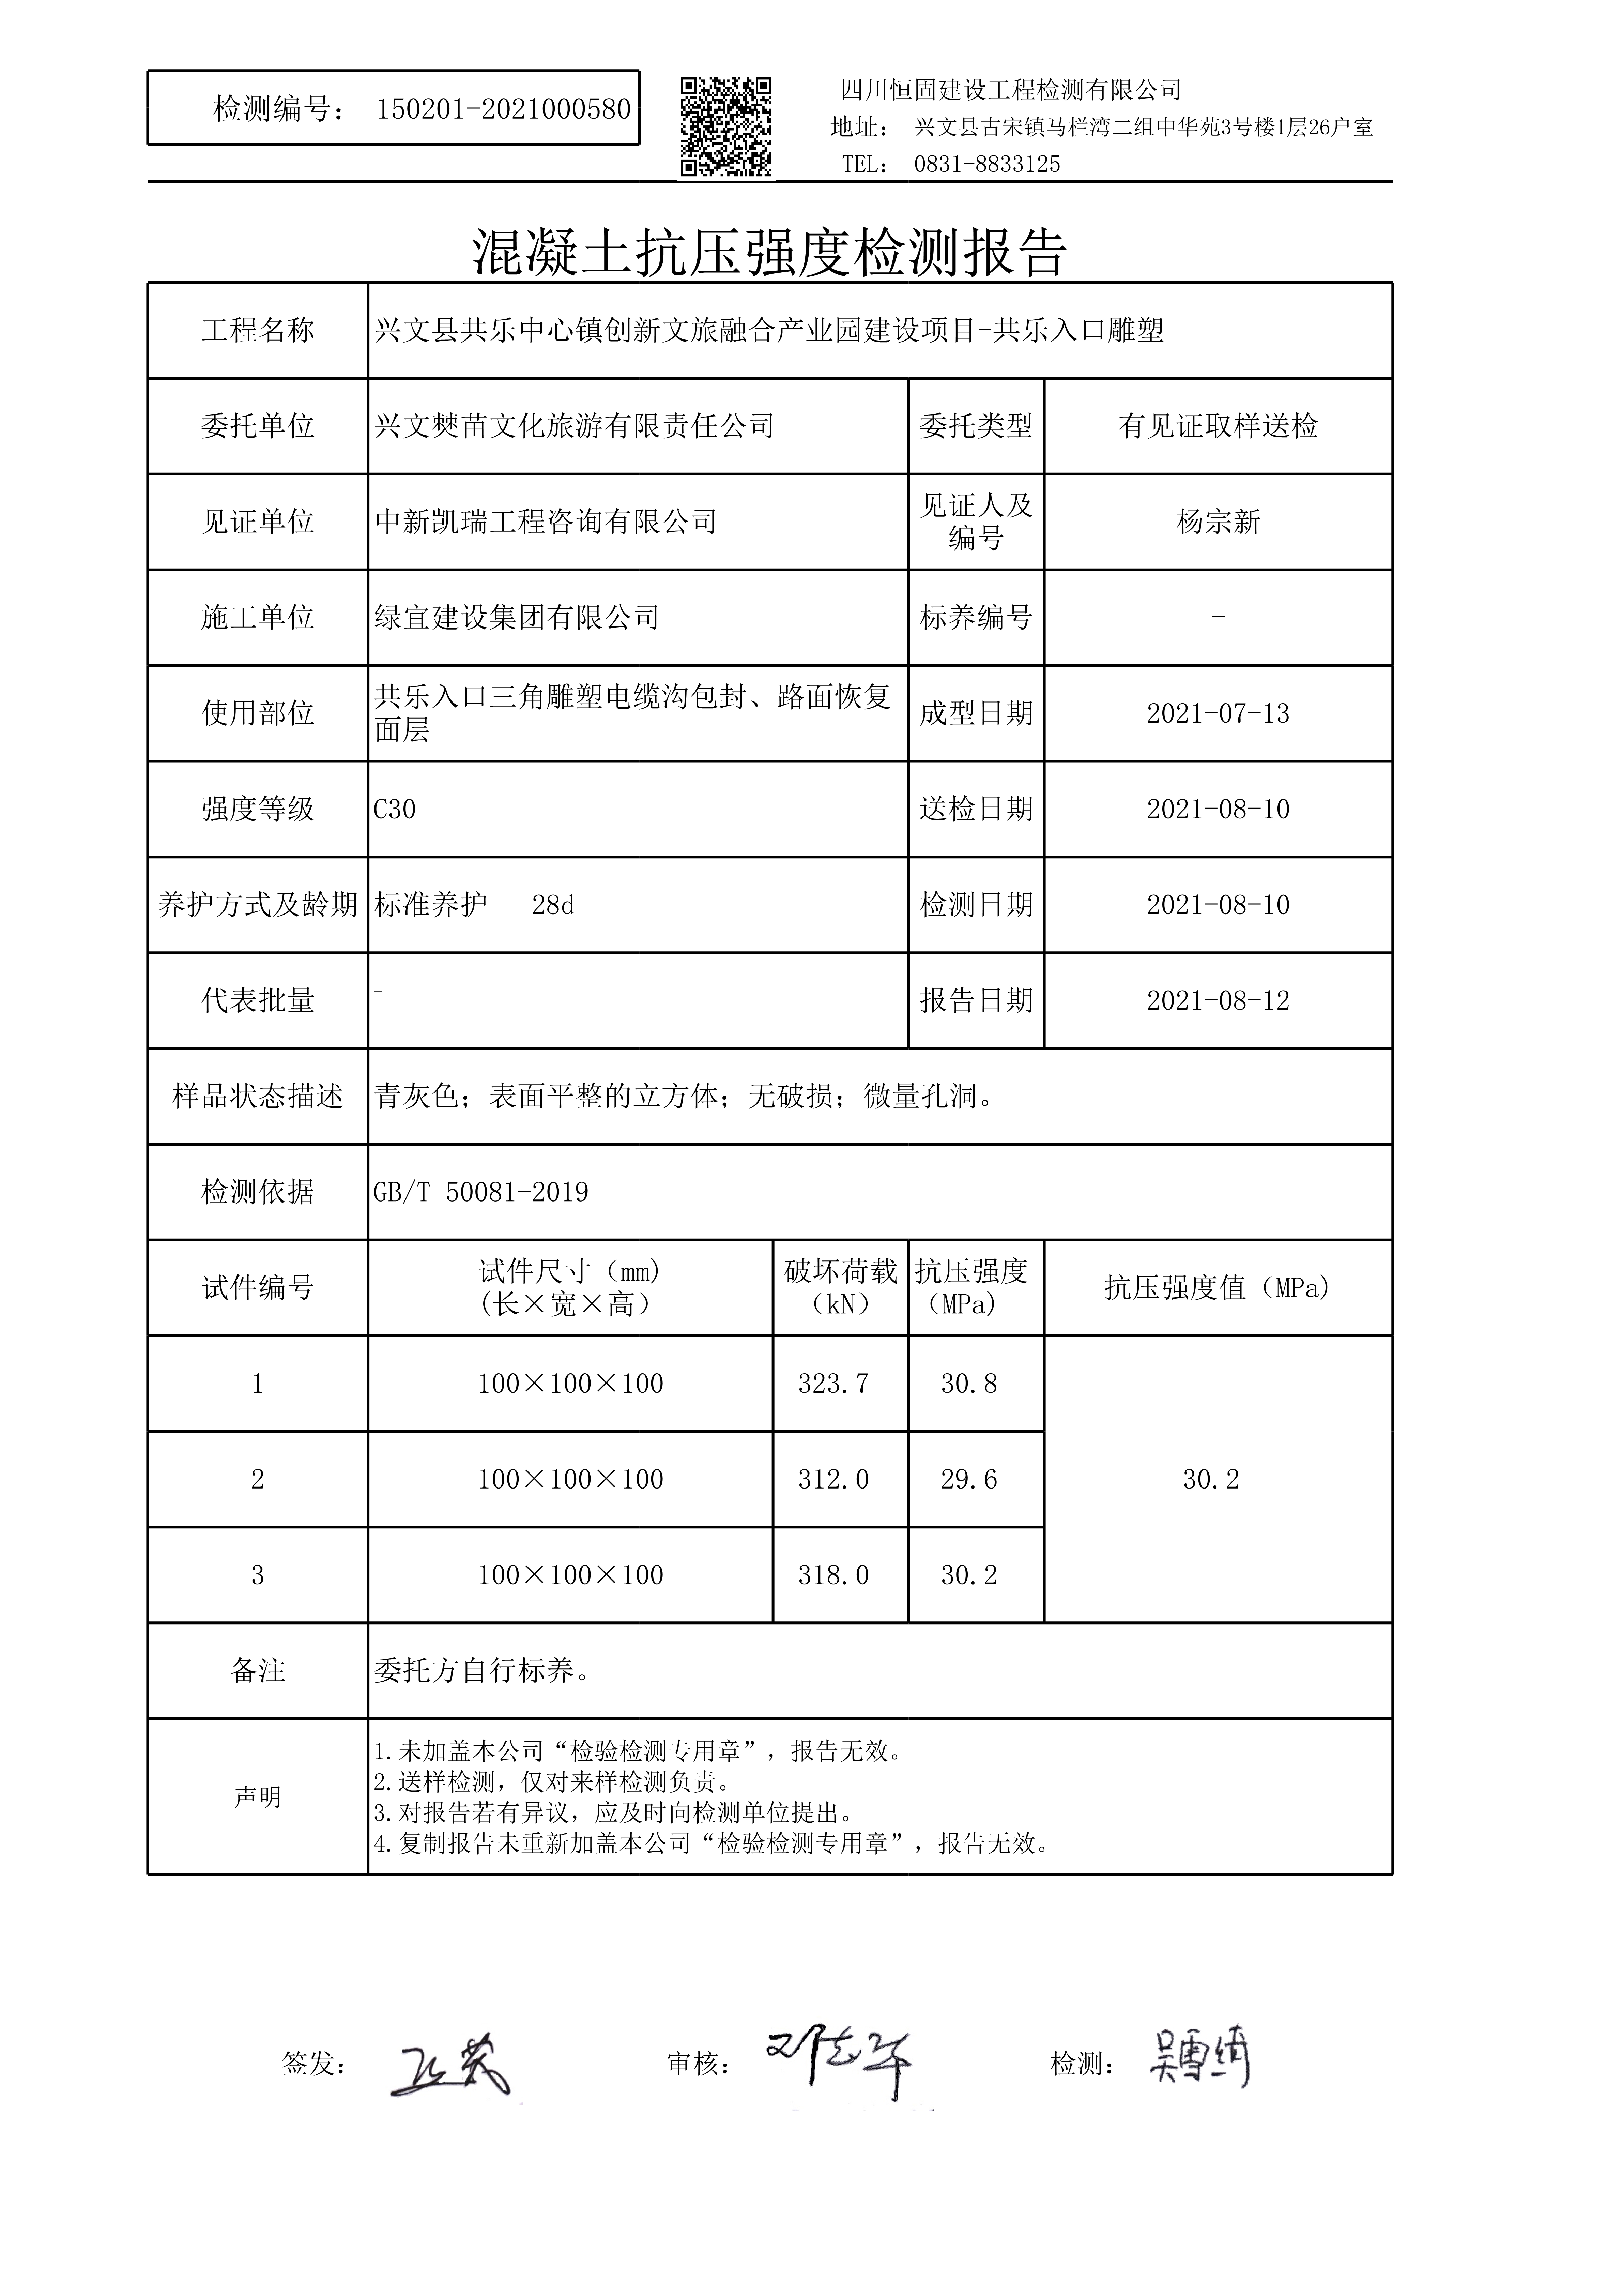 检测编号： 150201-2021000580
四川恒固建设工程检测有限公司
地址： 兴文县古宋镇马栏湾二组中华苑3号楼1层26户室
TEL： 0831-8833125
混凝土抗压强度检测报告
工程名称 兴文县共乐中心镇创新文旅融合产业园建设项目-共乐入口雕塑
委托单位 兴文僰苗文化旅游有限责任公司 委托类型 有见证取样送检
见证单位 中新凯瑞工程咨询有限公司 见证人及
编号 杨宗新
施工单位 绿宜建设集团有限公司 标养编号 -
使用部位 共乐入口三角雕塑电缆沟包封、路面恢复
面层 成型日期 2021-07-13
强度等级 C30 送检日期 2021-08-10
养护方式及龄期 标准养护 28d 检测日期 2021-08-10
代表批量 - 报告日期 2021-08-12
样品状态描述 青灰色；表面平整的立方体；无破损；微量孔洞。
检测依据 GB/T 50081-2019
试件编号 试件尺寸（mm)
(长×宽×高） 破坏荷载
（kN） 抗压强度
（MPa) 抗压强度值（MPa)
1 100×100×100 323.7 30.8
2 100×100×100 312.0 29.6 30.2
3 100×100×100 318.0 30.2
备注 委托方自行标养。
声明
1.未加盖本公司“检验检测专用章”，报告无效。
2.送样检测，仅对来样检测负责。
3.对报告若有异议，应及时向检测单位提出。
4.复制报告未重新加盖本公司“检验检测专用章”，报告无效。
签发： 审核： 检测： 吴雪绮